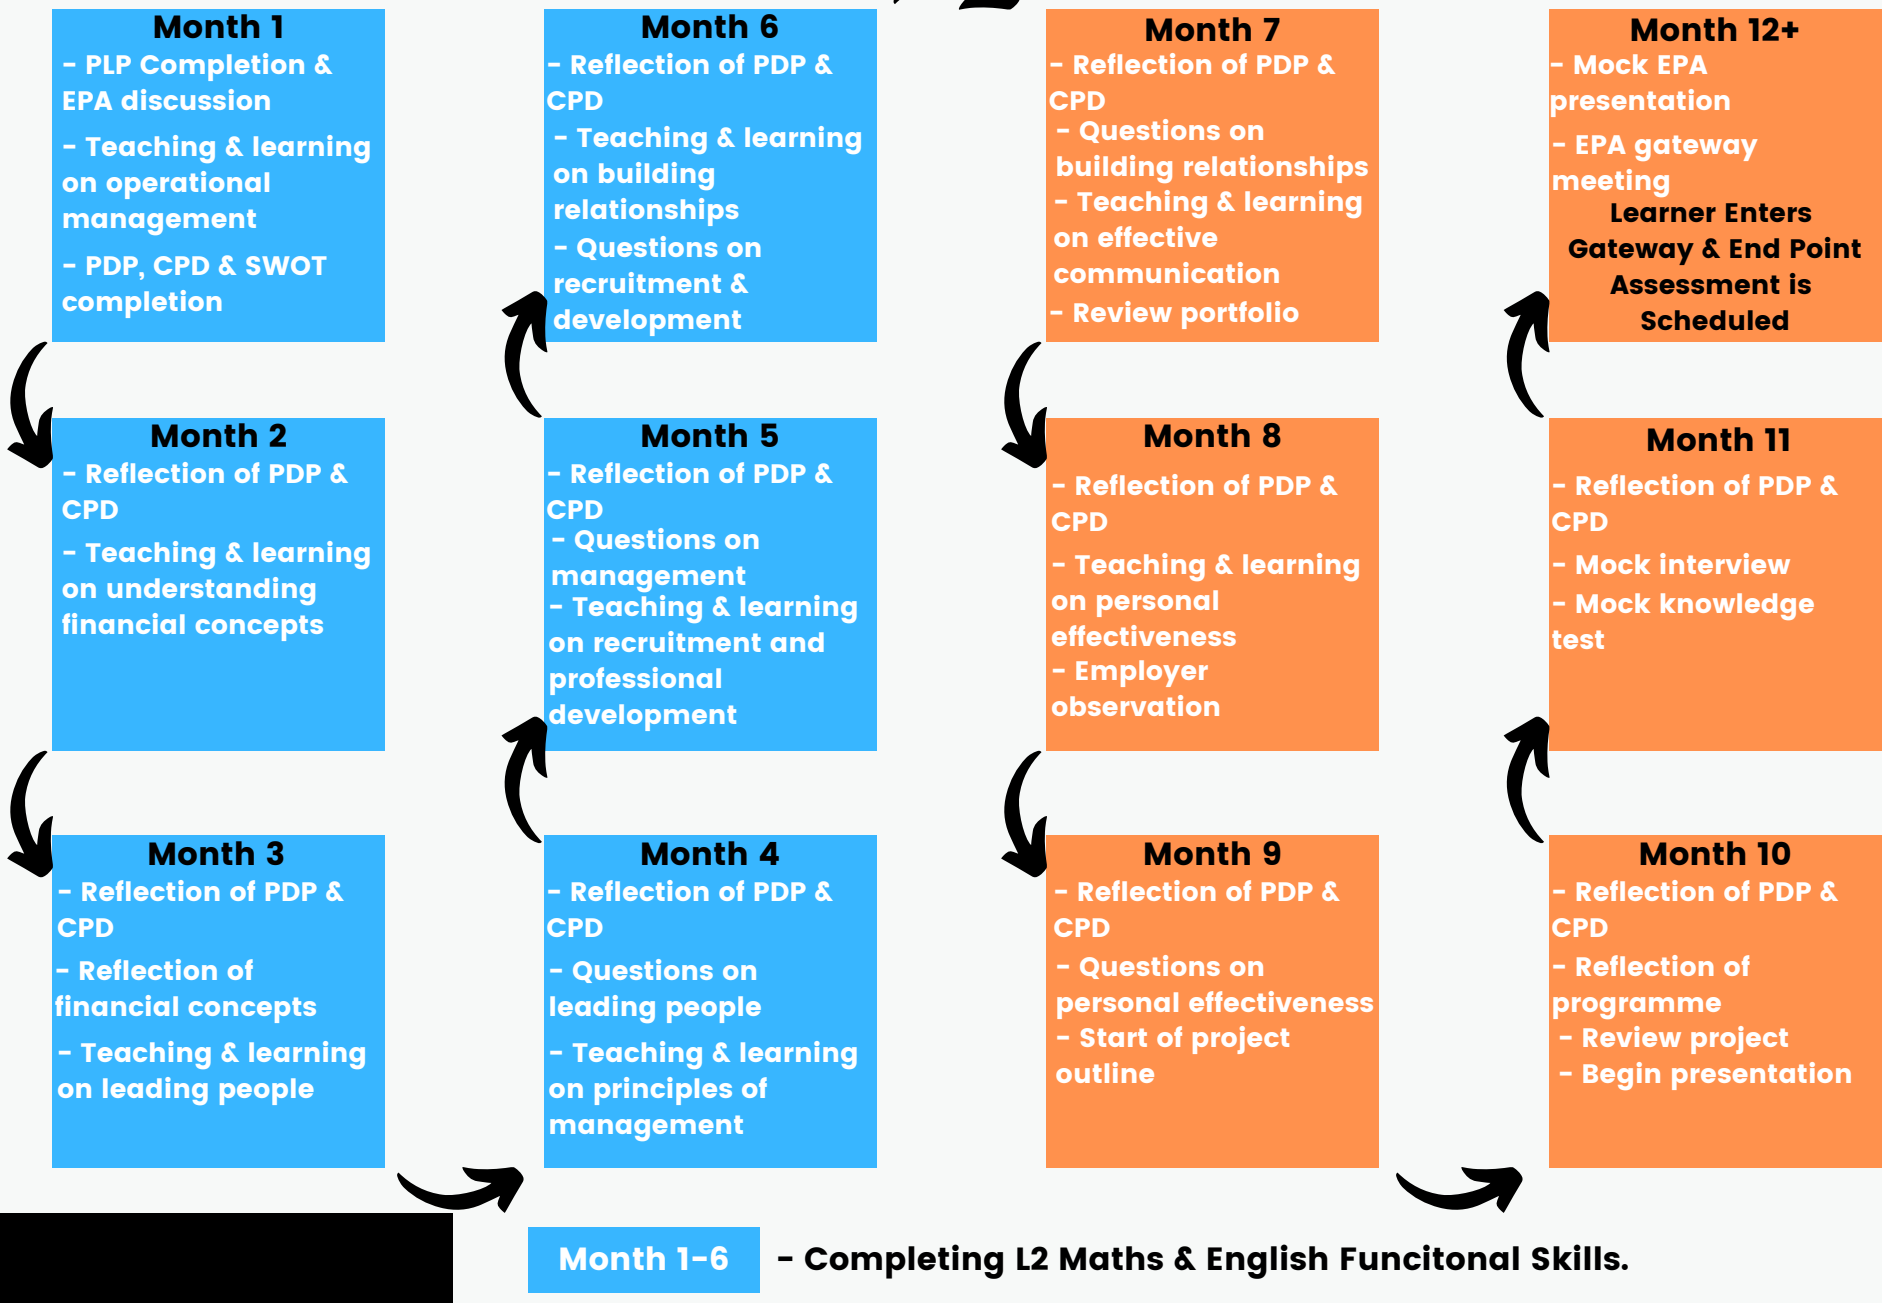 Month 1
- PLP Completion &
EPA discussion
- Teaching & learning
on operational
management
- PDP, CPD & SWOT
completion
Month 2
- Reflection of PDP &
CPD
- Teaching & learning
on understanding
financial concepts
Month 3
- Reflection of PDP &
CPD
- Reflection of
financial concepts
- Teaching & learning
on leading people
Month 4
- Reflection of PDP &
CPD
- Questions on
leading people
- Teaching & learning
on principles of
management
Month 5
- Reflection of PDP &
CPD
- Questions on
management
- Teaching & learning
on recruitment and
professional
development
Month 6
- Reflection of PDP &
CPD
- Teaching & learning
on building
relationships
- Questions on
recruitment &
development
Month 7
- Reflection of PDP &
CPD
- Questions on
building relationships
- Teaching & learning
on effective
communication
- Review portfolio
Month 8
- Reflection of PDP &
CPD
- Teaching & learning
on personal
effectiveness
- Employer
observation
Month 9
- Reflection of PDP &
CPD
- Questions on
personal effectiveness
- Start of project
outline
Month 10
- Reflection of PDP &
CPD
- Reflection of
programme
- Review project
- Begin presentation
Month 11
- Reflection of PDP &
CPD
- Mock interview
- Mock knowledge
test
Month 12+
- Mock EPA
presentation
- EPA gateway
meeting
Learner Enters
Gateway & End Point
Assessment is
Scheduled
Month 1-6 - Completing L2 Maths & English Funcitonal Skills.